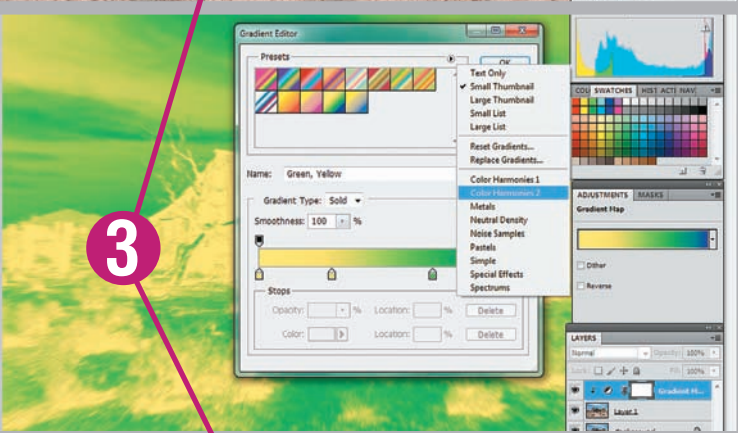 Gradient Editor
Presets
OK
Text Only
Small Thumbnail
Large Thumbnail
Small List
Large List
Reset Gradients...
Replace Gradients...
Color Harmonies 1
Color Harmonies 2
Metals
Neutral Density
Noise Samples
Pastels
Simple
Special Effects
Spectrums
Name: Green, Yellow
Gradient Type: Solid
Smoothness: 100 %
Stops
Opacity: % Location: % Delete
Color: Location: % Delete
3
COL SWATCHES HIST ACTI NAV
ADJUSTMENTS MASKS
Gradient Map
Dither
Reverse
LAYERS
Normal Opacity: 100%
Lock: Fill: 100%
Gradient M...
Layer 1
Background